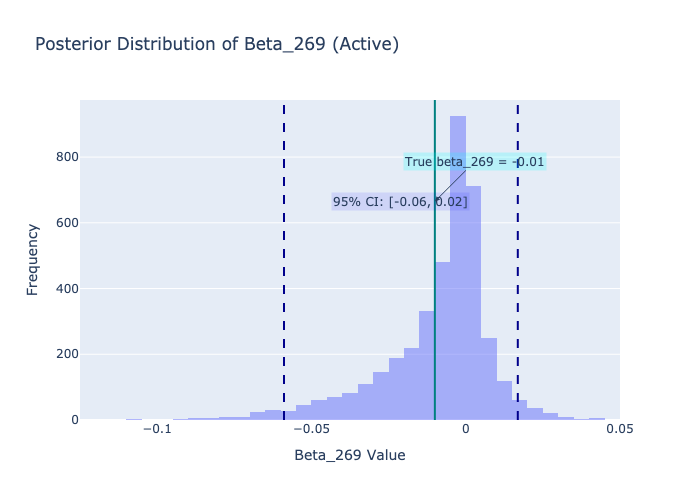 Posterior Distribution of Beta_269 (Active)
Frequency
800
600
400
200
0
True beta_269 = -0.01
95% CI: [-0.06, 0.02]
−0.1
−0.05
0
0.05
Beta_269 Value